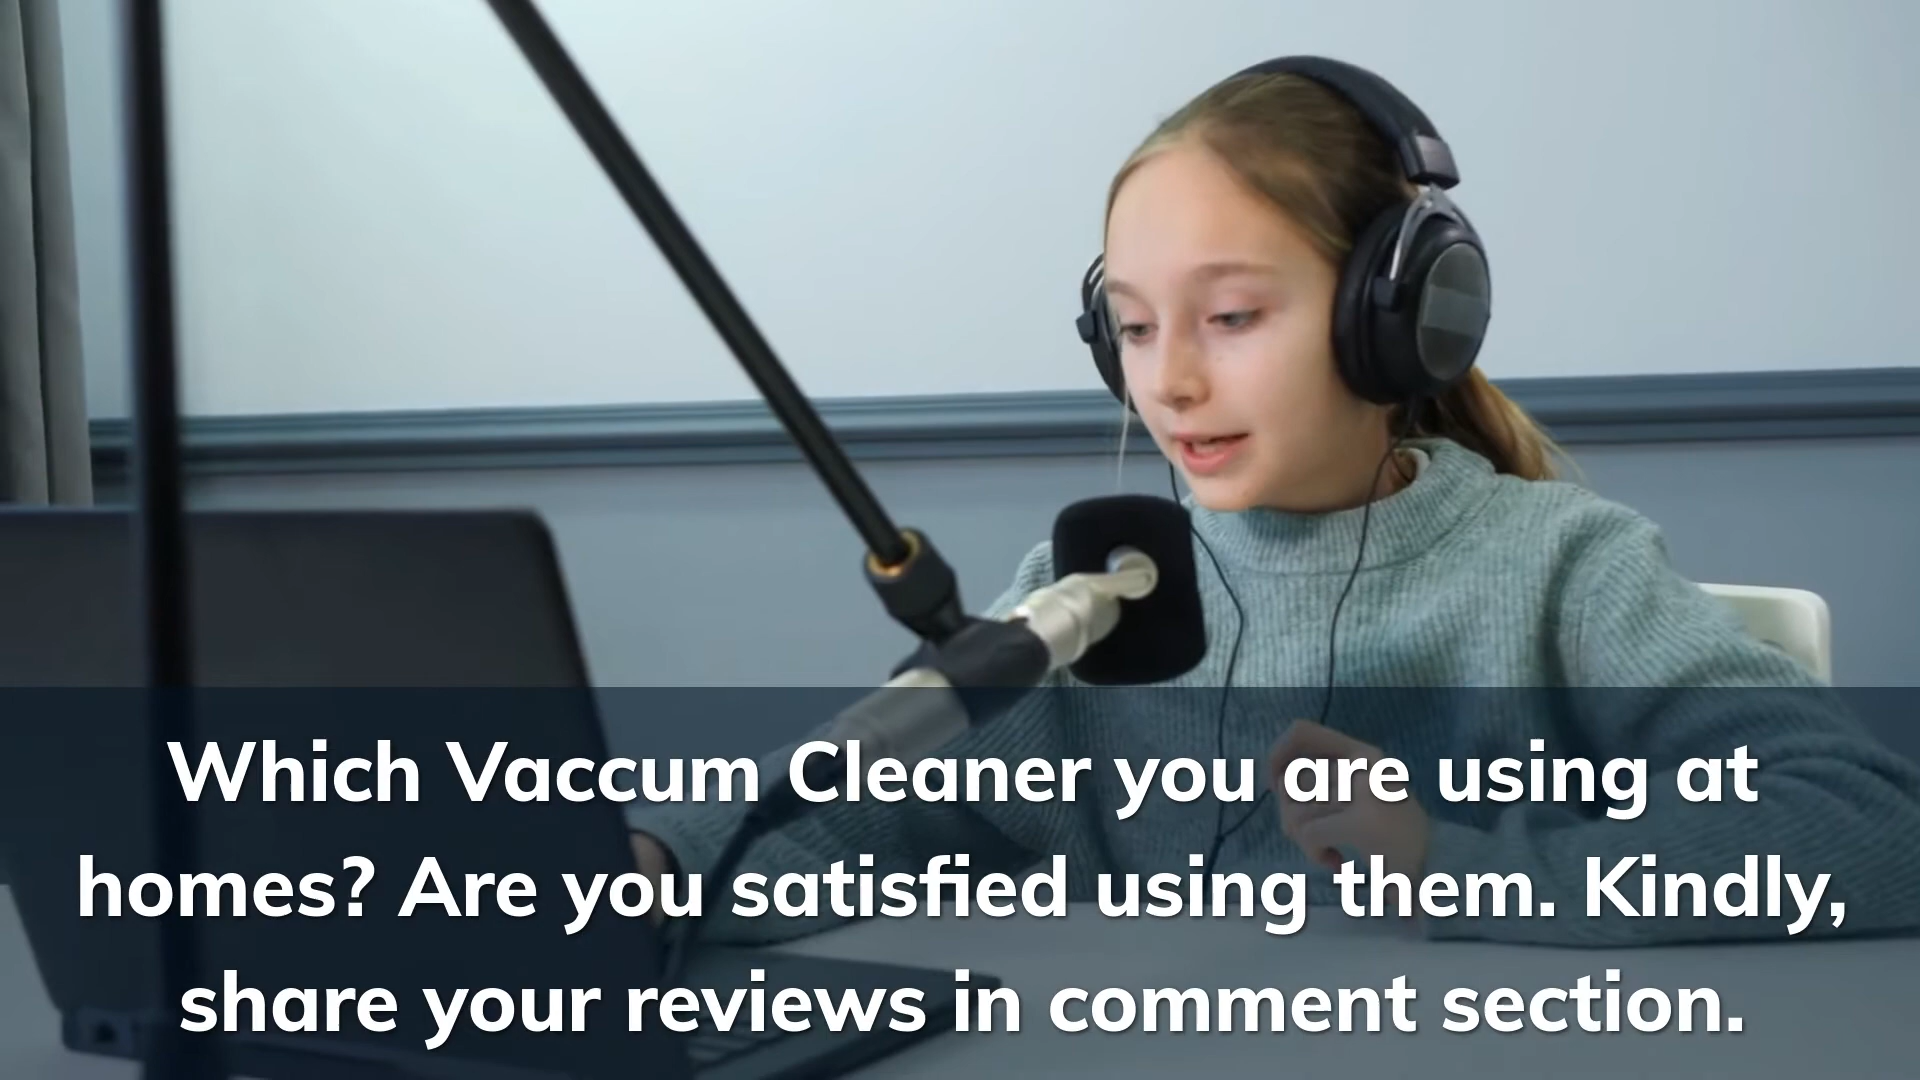 Which Vaccum Cleaner you are using at
homes? Are you satisfied using them. Kindly,
share your reviews in comment section.